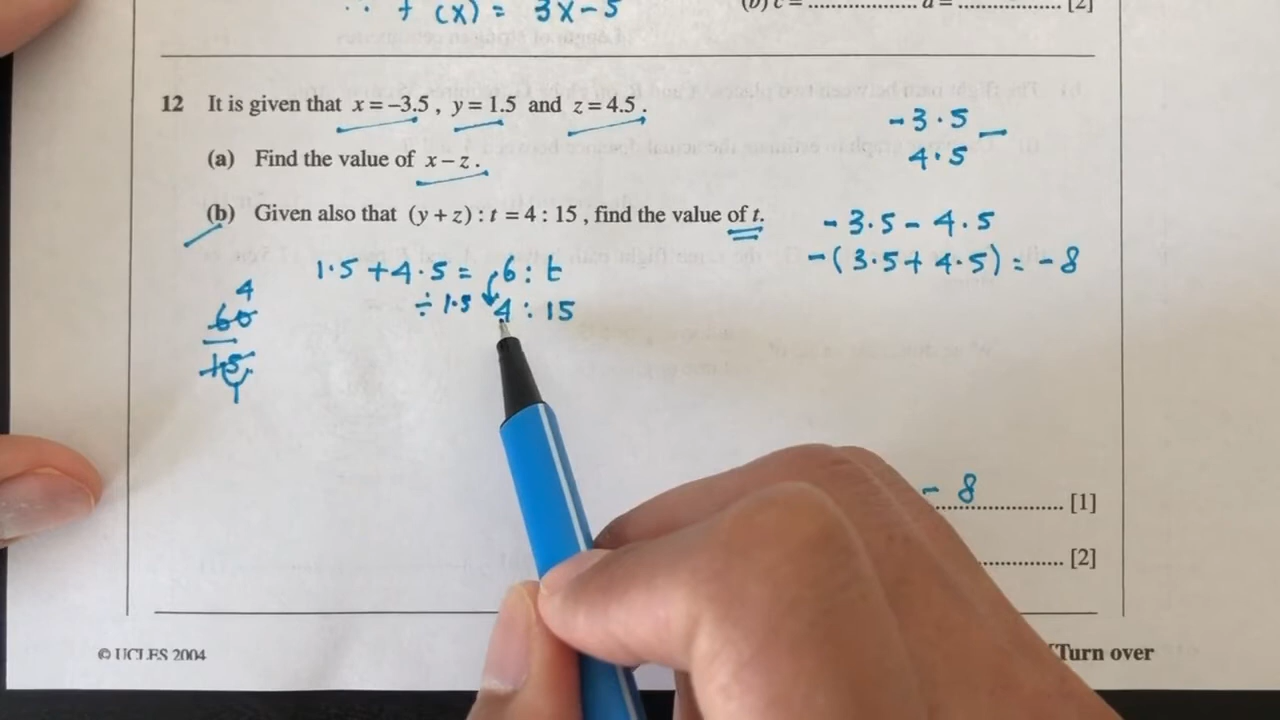 ∴ f(x) = 3x-5
(b) c = .................... d = .................... [2]
12 It is given that x = –3.5 , y = 1.5 and z = 4.5 .
(a) Find the value of x – z .
(b) Given also that (y + z) : t = 4 : 15 , find the value of t.
-3.5 –
4.5
-3.5 - 4.5
-(3.5 + 4.5) = -8
1.5 + 4.5 = 6 : t
÷ 1.5 4 : 15
4
60
15
1
- 8 .................... [1]
.................... [2]
© UCLES 2004
Turn over